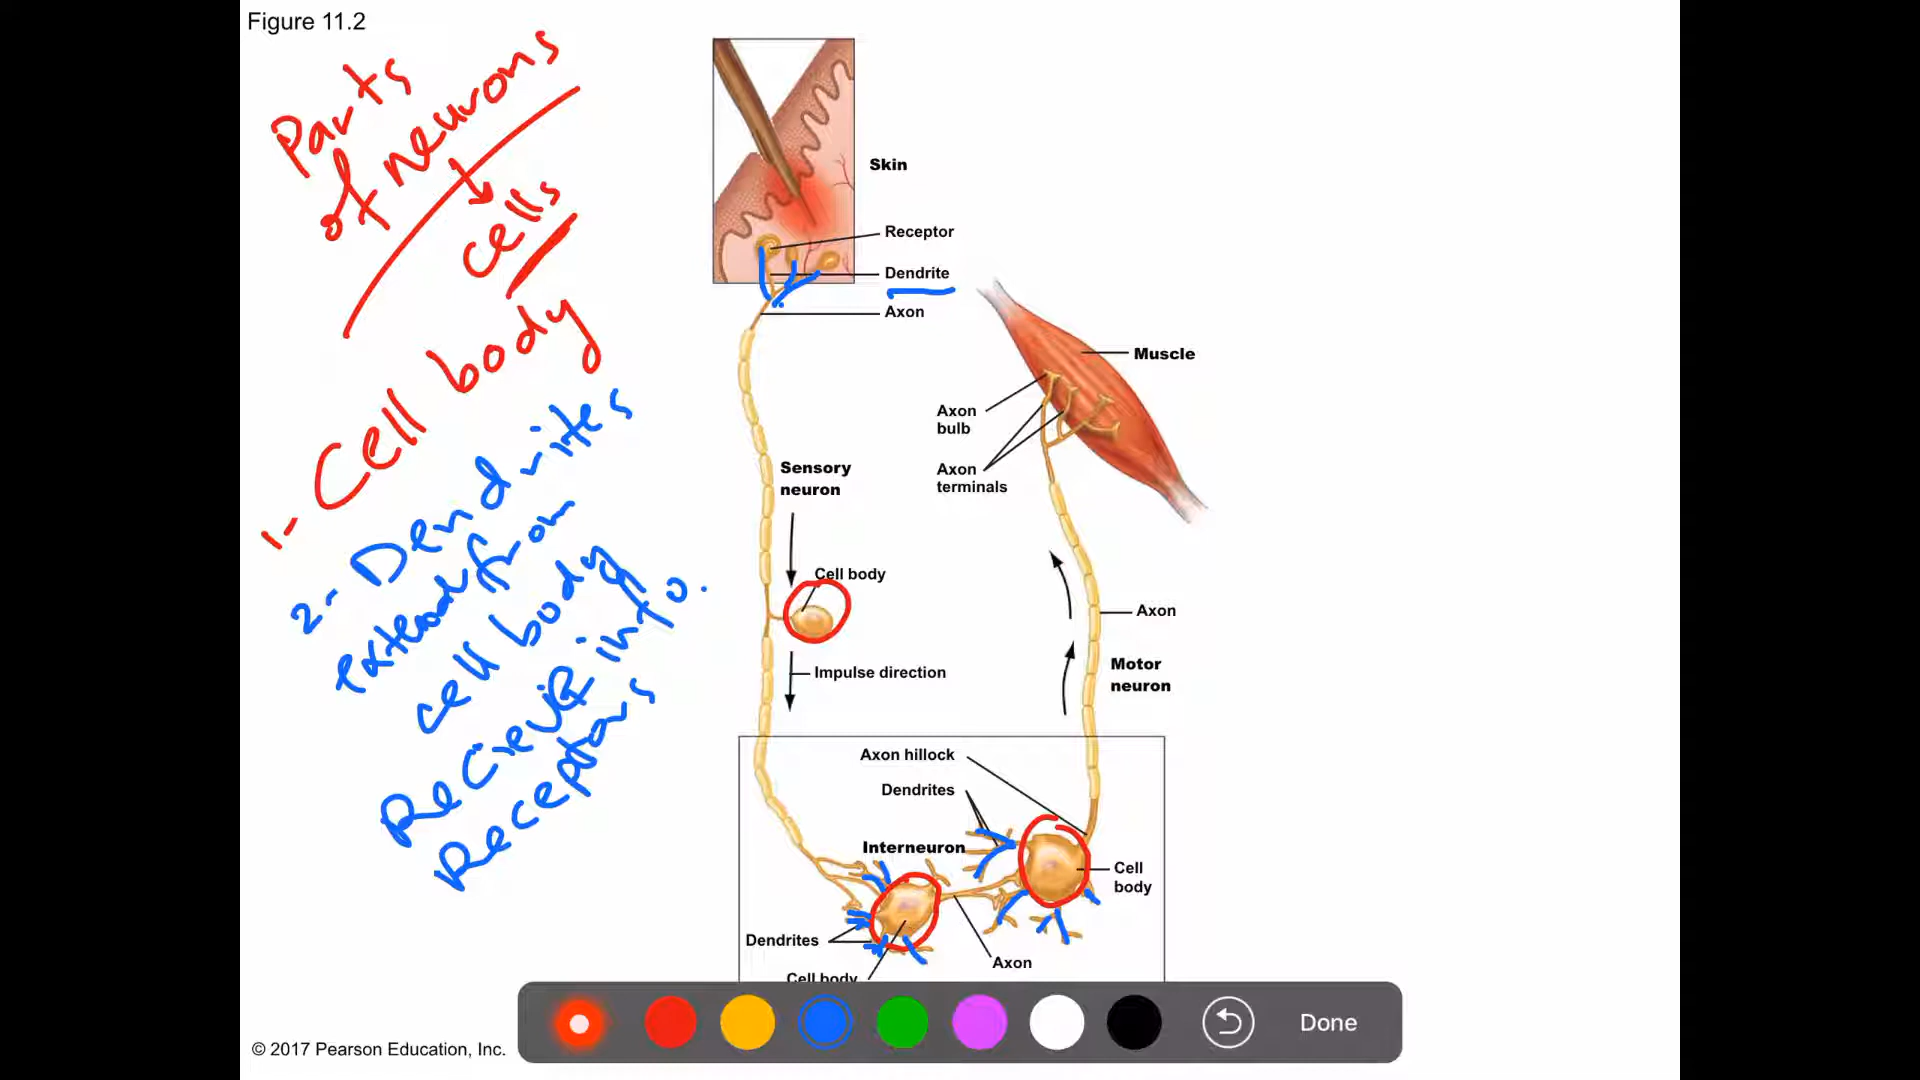 Figure 11.2
Parts
of neurons
cells
1- Cell body
2- Dendrites
extend from
cell body
Recieve info.
Receptors
Skin
Receptor
Dendrite
Axon
Muscle
Axon
bulb
Axon
terminals
Sensory
neuron
Cell body
Impulse direction
Axon
Motor
neuron
Axon hillock
Dendrites
Interneuron
Cell
body
Dendrites
Axon
Cell body
Done
© 2017 Pearson Education, Inc.